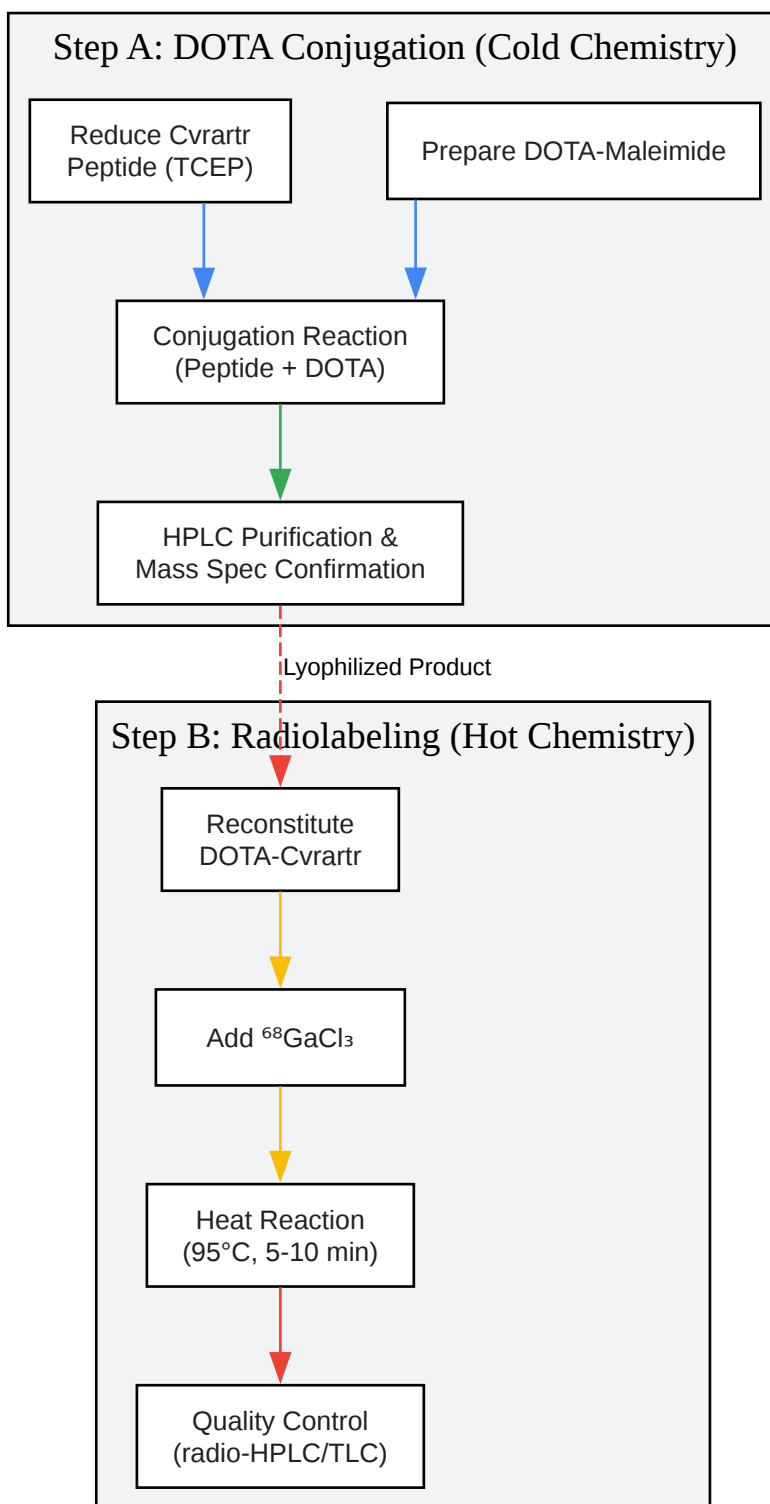 Step A: DOTA Conjugation (Cold Chemistry)
Reduce Cvrartr
Peptide (TCEP)
Prepare DOTA-Maleimide
Conjugation Reaction
(Peptide + DOTA)
HPLC Purification &
Mass Spec Confirmation
Lyophilized Product
Step B: Radiolabeling (Hot Chemistry)
Reconstitute
DOTA-Cvrartr
Add ⁶⁸GaCl₃
Heat Reaction
(95°C, 5-10 min)
Quality Control
(radio-HPLC/TLC)